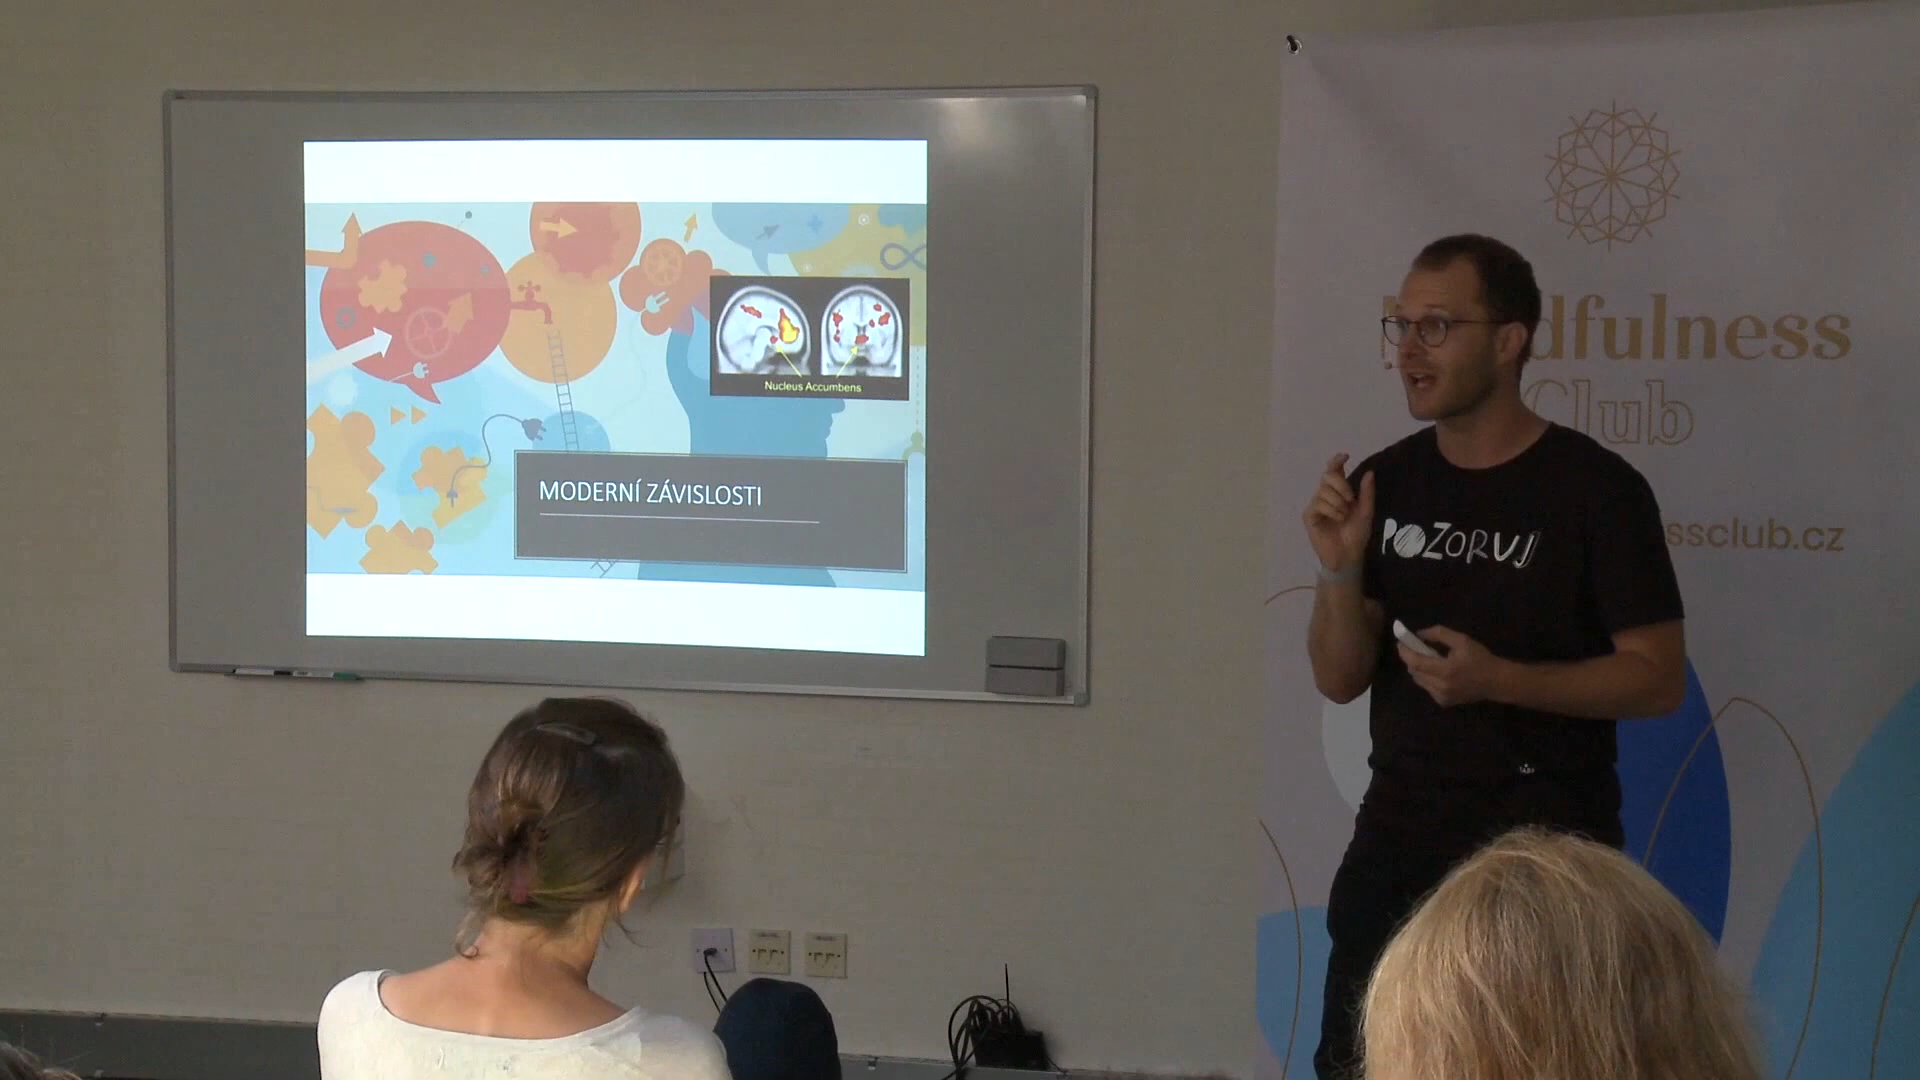 Nucleus Accumbens
MODERNÍ ZÁVISLOSTI
dfulness
Club
ssclub.cz
POZORUJ